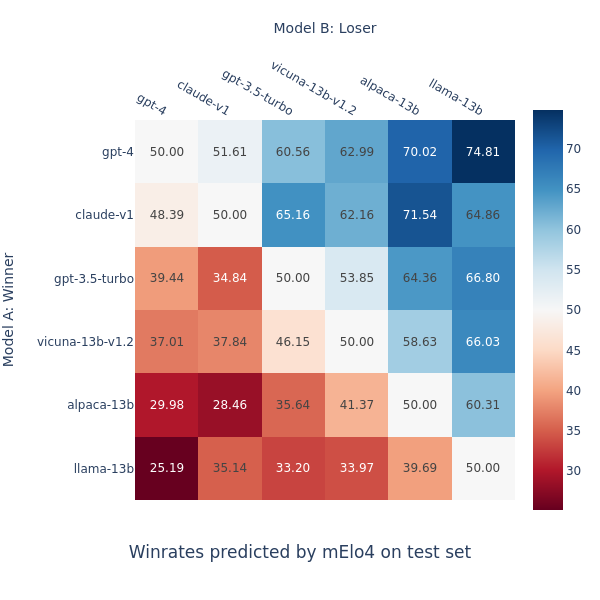 Model B: Loser
gpt-4
claude-v1
gpt-3.5-turbo
vicuna-13b-v1.2
alpaca-13b
llama-13b
Model A: Winner
gpt-4 50.00 51.61 60.56 62.99 70.02 74.81
claude-v1 48.39 50.00 65.16 62.16 71.54 64.86
gpt-3.5-turbo 39.44 34.84 50.00 53.85 64.36 66.80
vicuna-13b-v1.2 37.01 37.84 46.15 50.00 58.63 66.03
alpaca-13b 29.98 28.46 35.64 41.37 50.00 60.31
llama-13b 25.19 35.14 33.20 33.97 39.69 50.00
70
65
60
55
50
45
40
35
30
Winrates predicted by mElo4 on test set